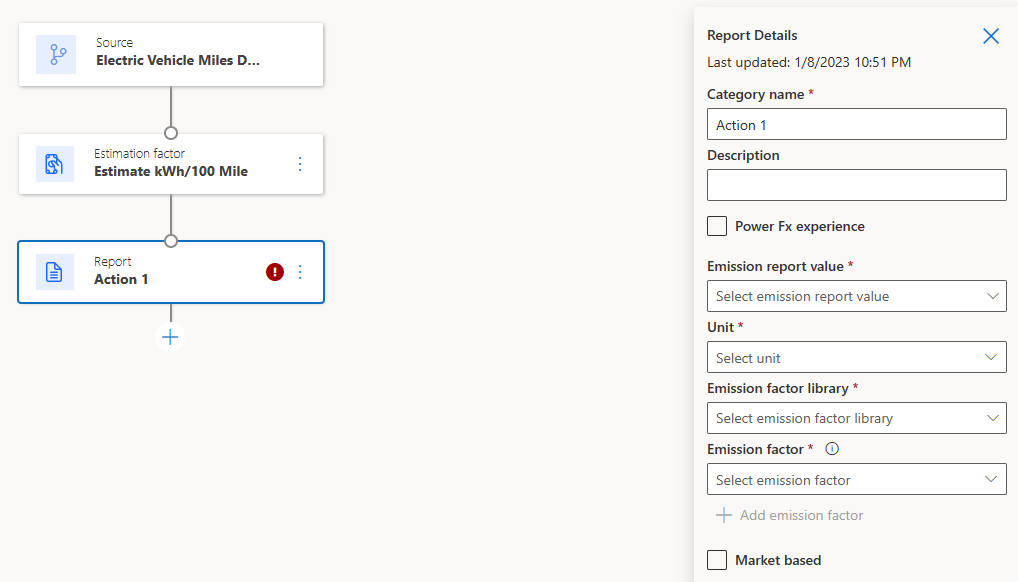 Source
Electric Vehicle Miles D...
Estimation factor
Estimate kWh/100 Mile
Report
Action 1
Report Details
Last updated: 1/8/2023 10:51 PM
Category name *
Action 1
Description
Power Fx experience
Emission report value *
Select emission report value
Unit *
Select unit
Emission factor library *
Select emission factor library
Emission factor *
Select emission factor
Add emission factor
Market based